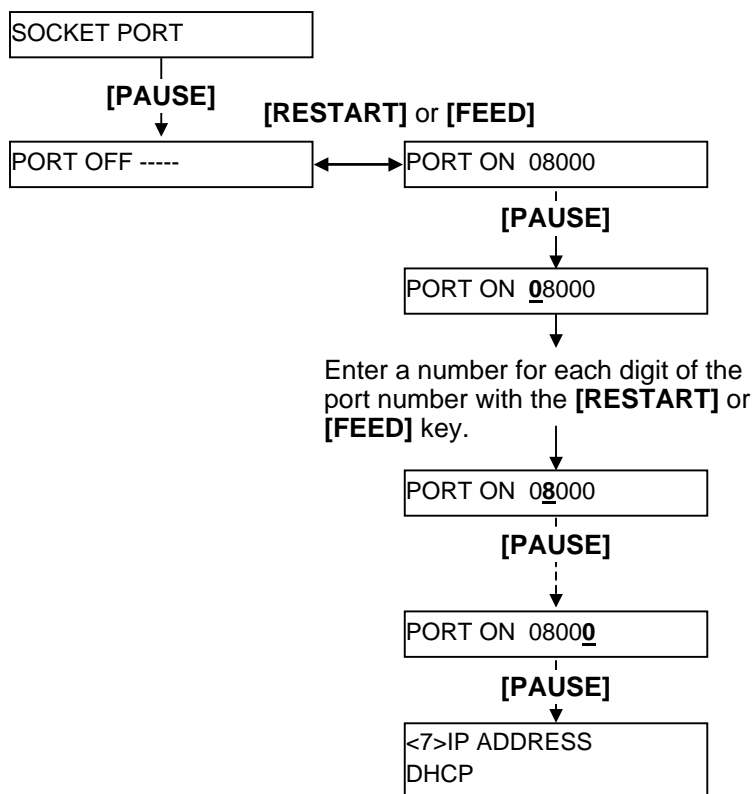 SOCKET PORT
[PAUSE]
[RESTART] or [FEED]
PORT OFF -----
PORT ON 08000
[PAUSE]
PORT ON 08000
Enter a number for each digit of the
port number with the [RESTART] or
[FEED] key.
PORT ON 08000
[PAUSE]
PORT ON 08000
[PAUSE]
<7>IP ADDRESS
DHCP